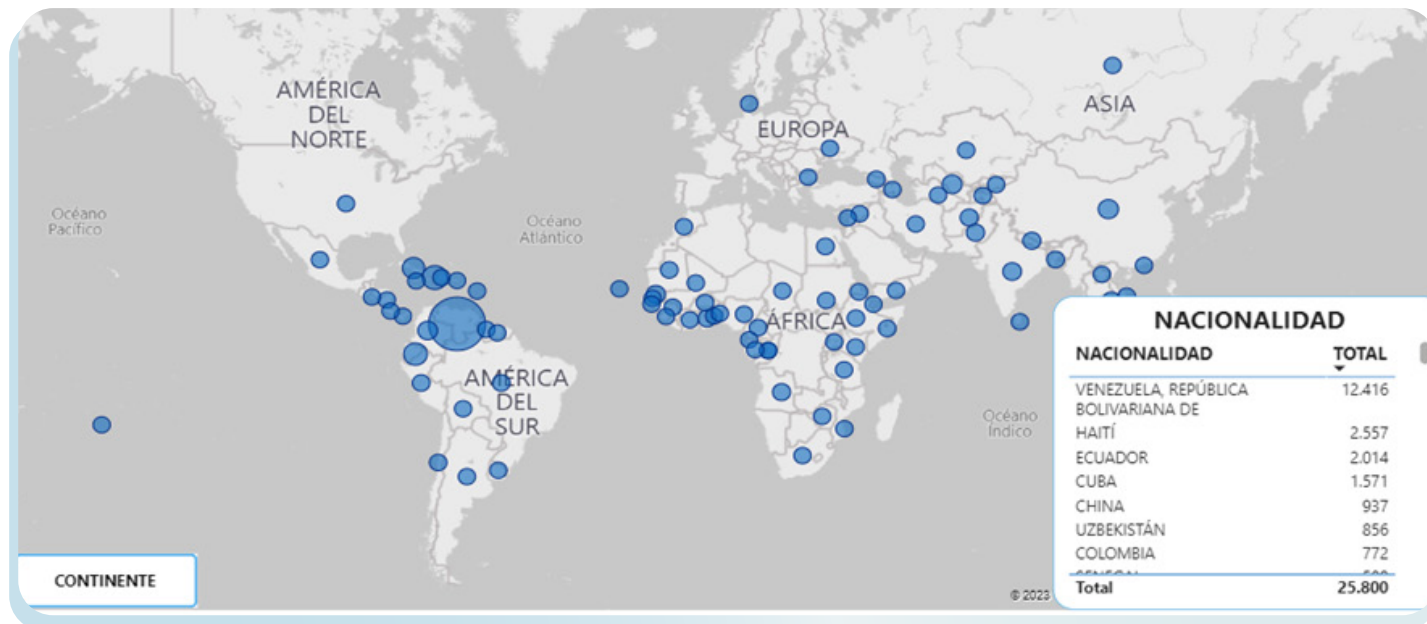 AMÉRICA
DEL
NORTE
ASIA
EUROPA
Océano
Pacífico
Océano
Atlántico
ÁFRICA
AMÉRICA
DEL
SUR
Océano
Índico
NACIONALIDAD
NACIONALIDAD TOTAL
VENEZUELA, REPÚBLICA 12.416
BOLIVARIANA DE
HAITÍ 2.557
ECUADOR 2.014
CUBA 1.571
CHINA 937
UZBEKISTÁN 856
COLOMBIA 772
Total 25.800
CONTINENTE
© 2023